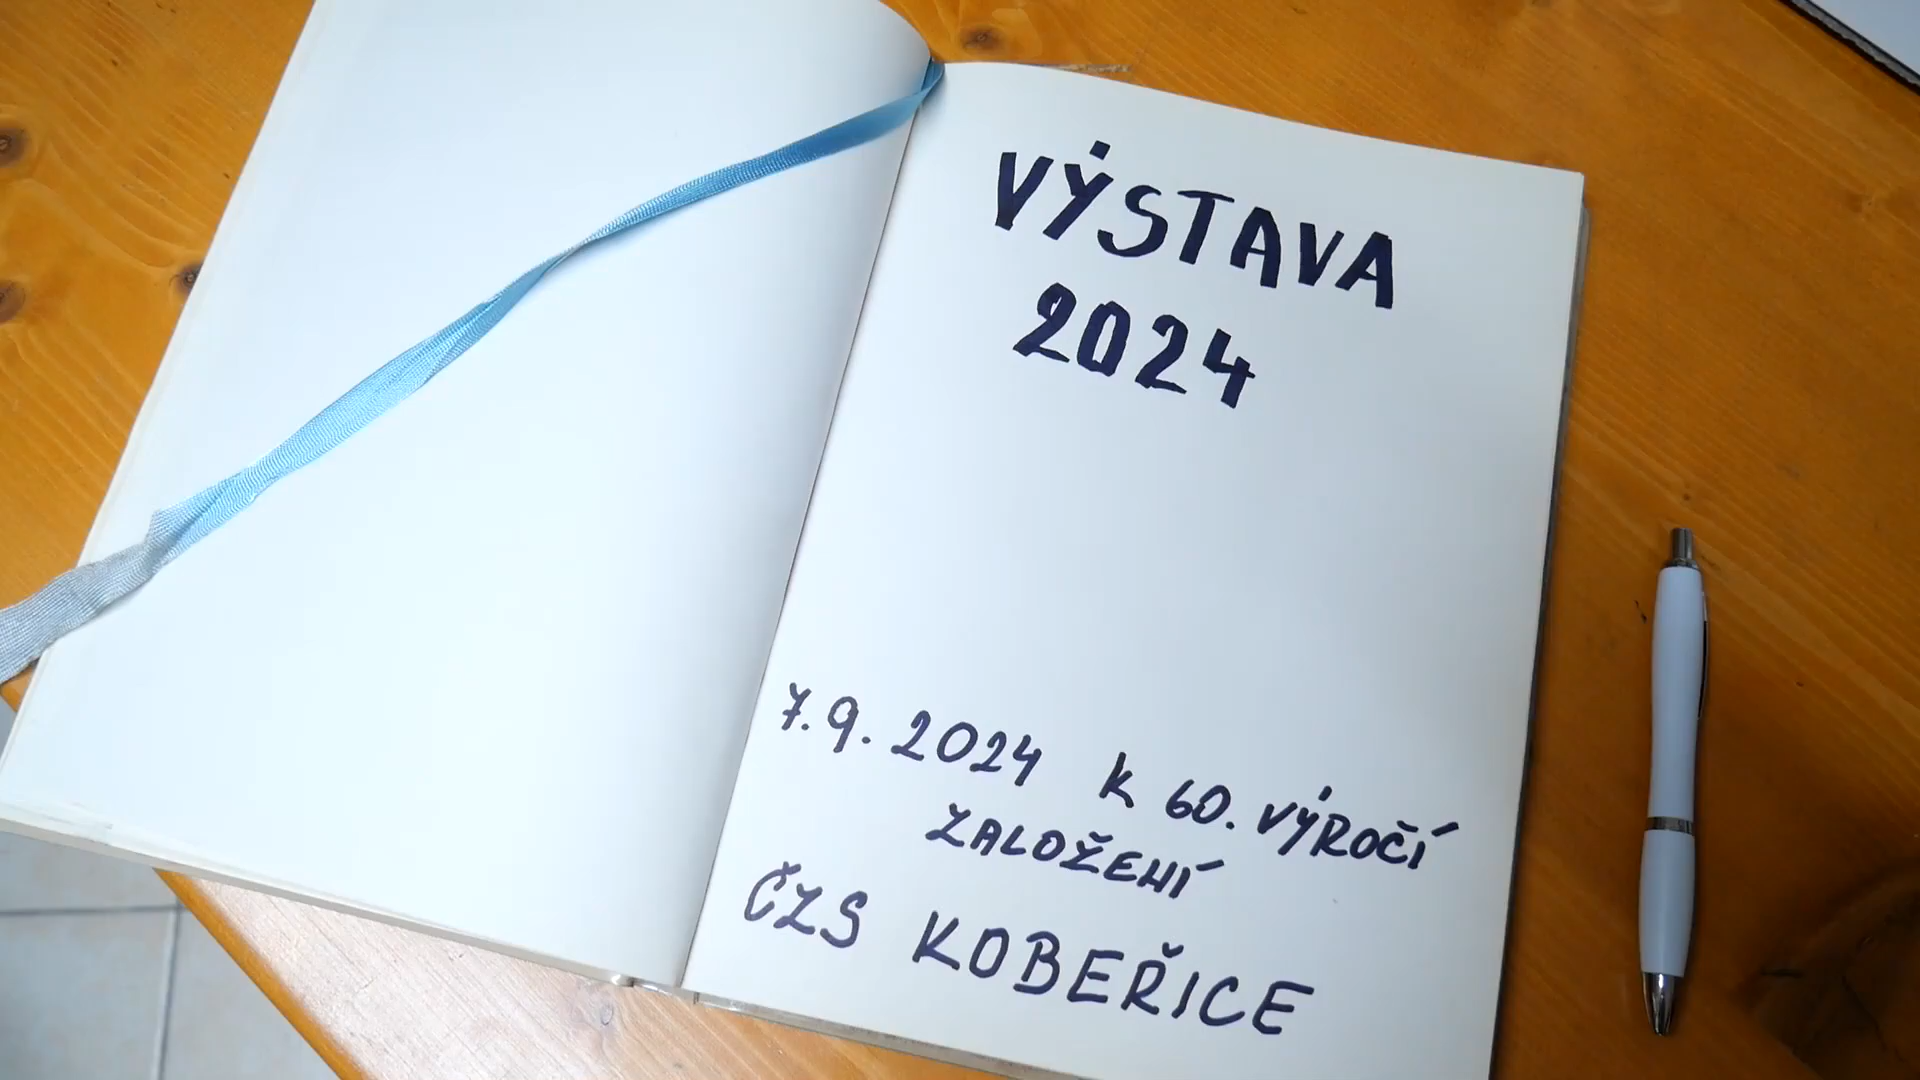 VÝSTAVA
2024
7.9. 2024 K 60. VÝROČÍ
ZALOŽENÍ
ČZS KOBEŘICE